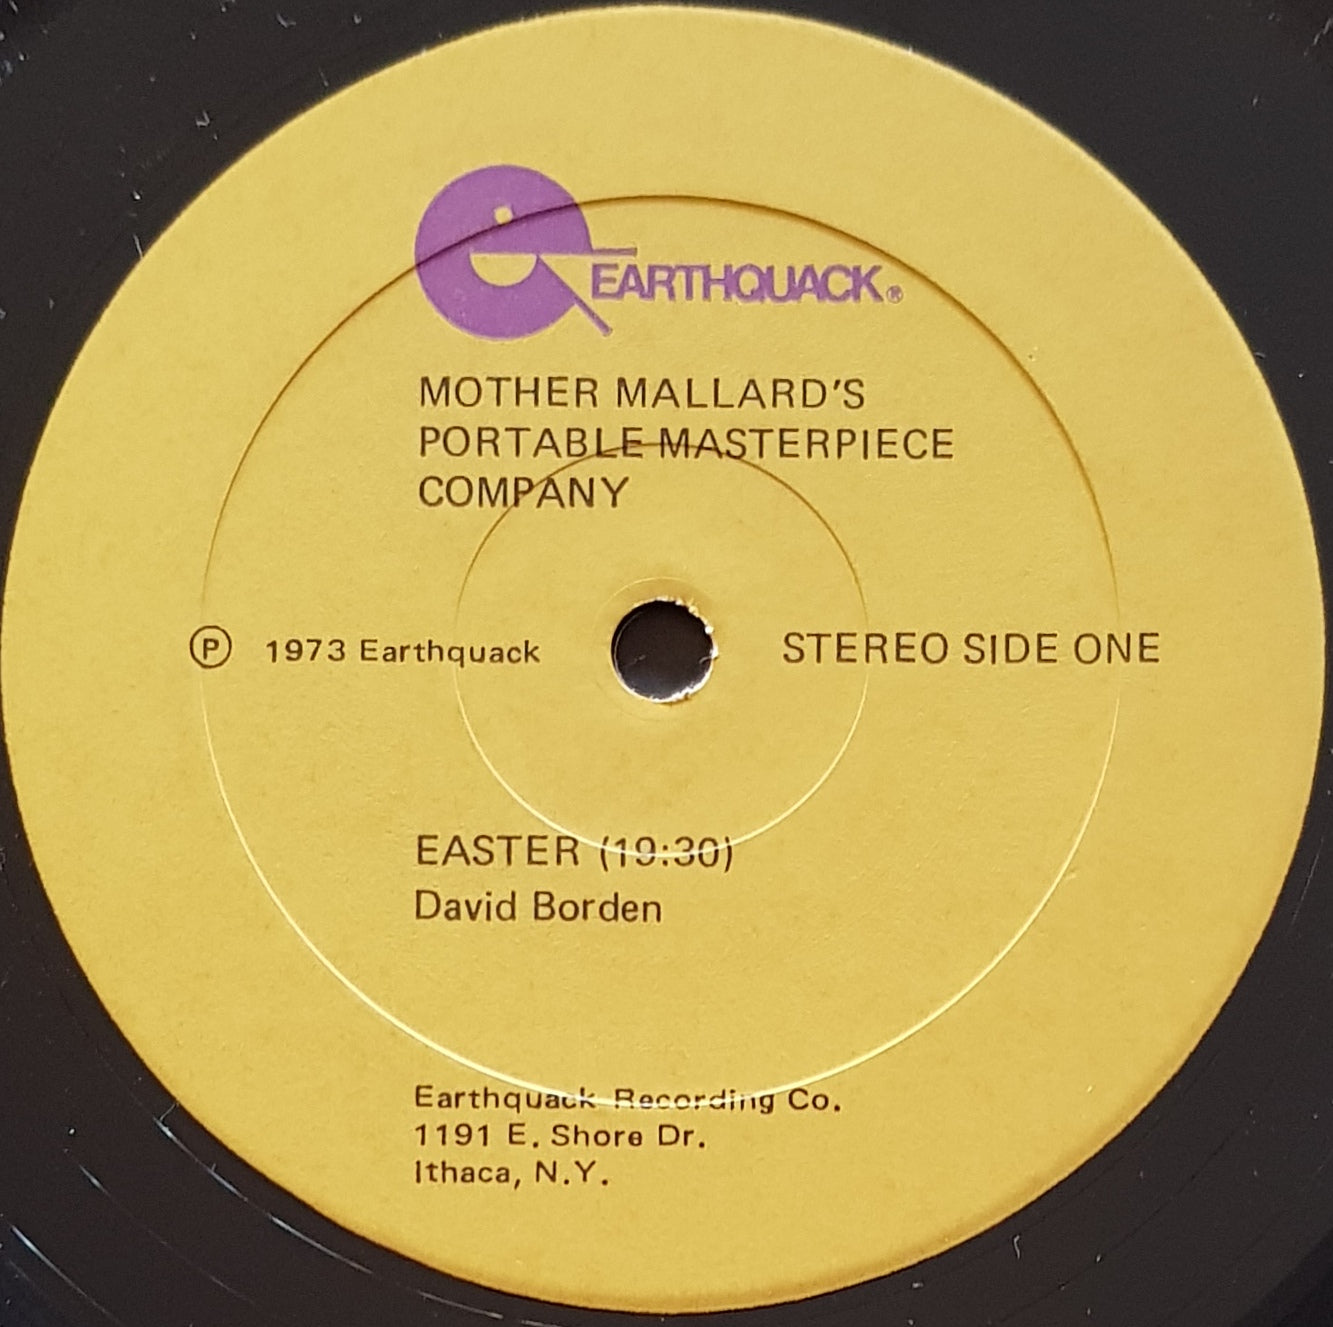 EARTHQUACK®
MOTHER MALLARD'S
PORTABLE MASTERPIECE
COMPANY
Ⓟ 1973 Earthquack
STEREO SIDE ONE
EASTER (19:30)
David Borden
Earthquack Recording Co.
1191 E. Shore Dr.
Ithaca, N.Y.